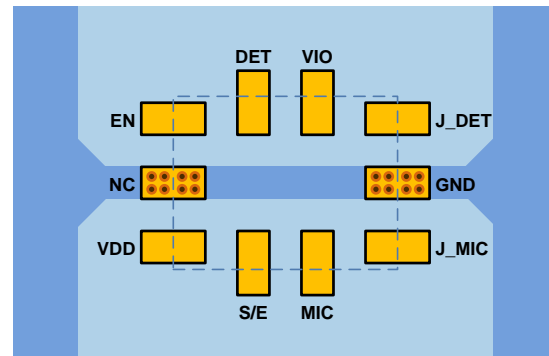 DET VIO
EN J_DET
NC GND
VDD J_MIC
S/E MIC